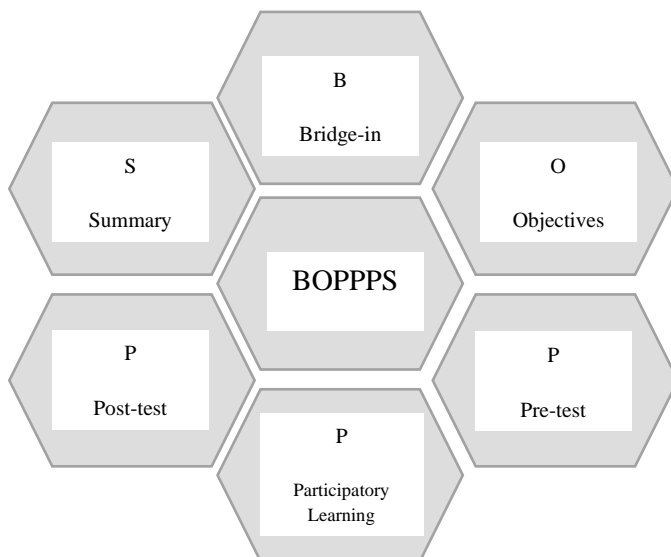 B
Bridge-in
S
Summary
O
Objectives
BOPPPS
P
Post-test
P
Pre-test
P
Participatory
Learning